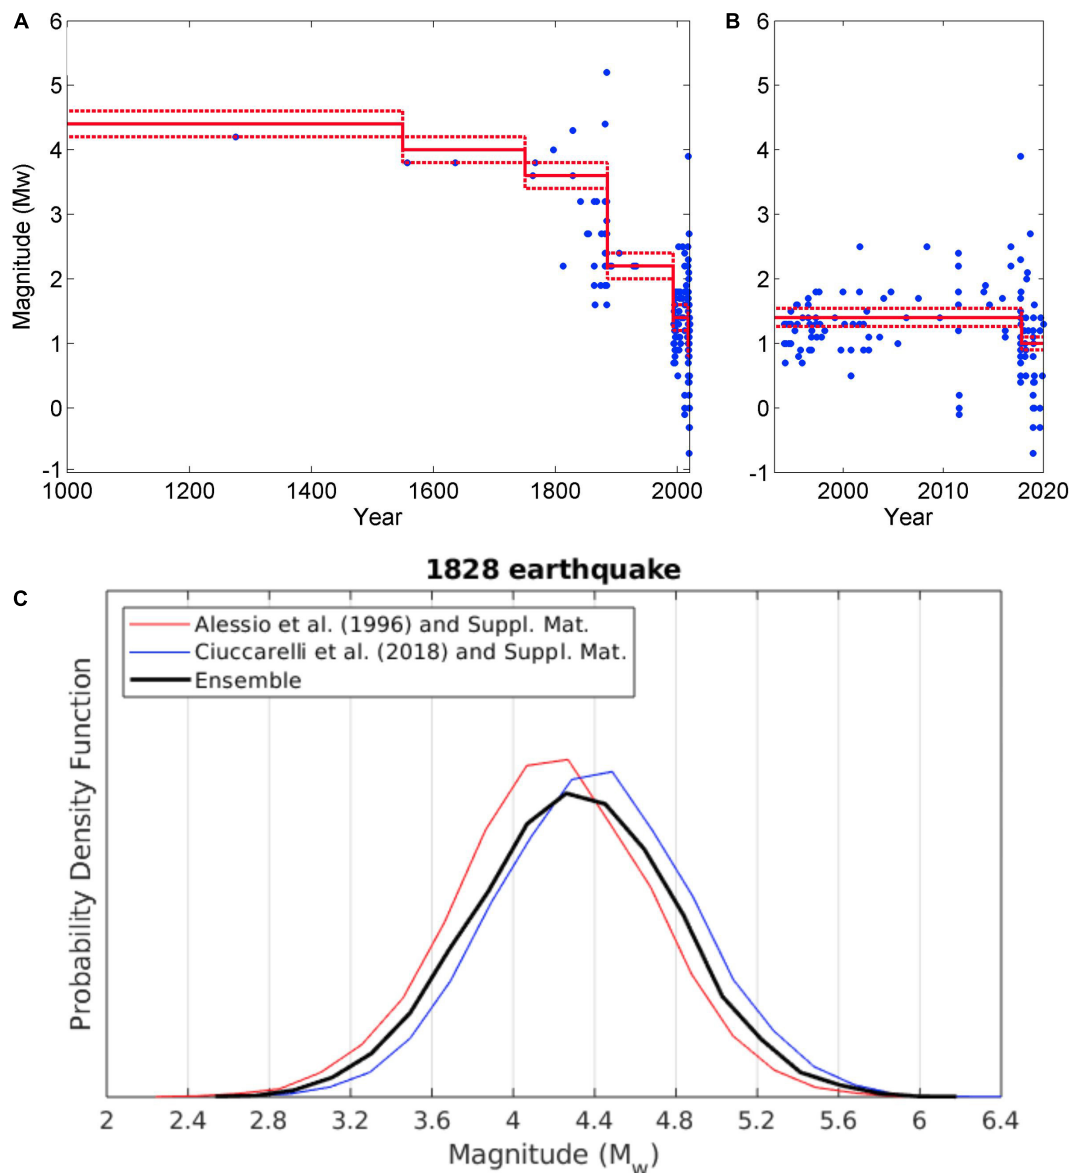 A
B
6
5
4
3
2
1
0
-1
Magnitude (Mw)
1000 1200 1400 1600 1800 2000
Year
6
5
4
3
2
1
0
-1
2000 2010 2020
Year
1828 earthquake
C
Alessio et al. (1996) and Suppl. Mat.
Ciuccarelli et al. (2018) and Suppl. Mat.
Ensemble
Probability Density Function
2 2.4 2.8 3.2 3.6 4 4.4 4.8 5.2 5.6 6 6.4
Magnitude (Mw)